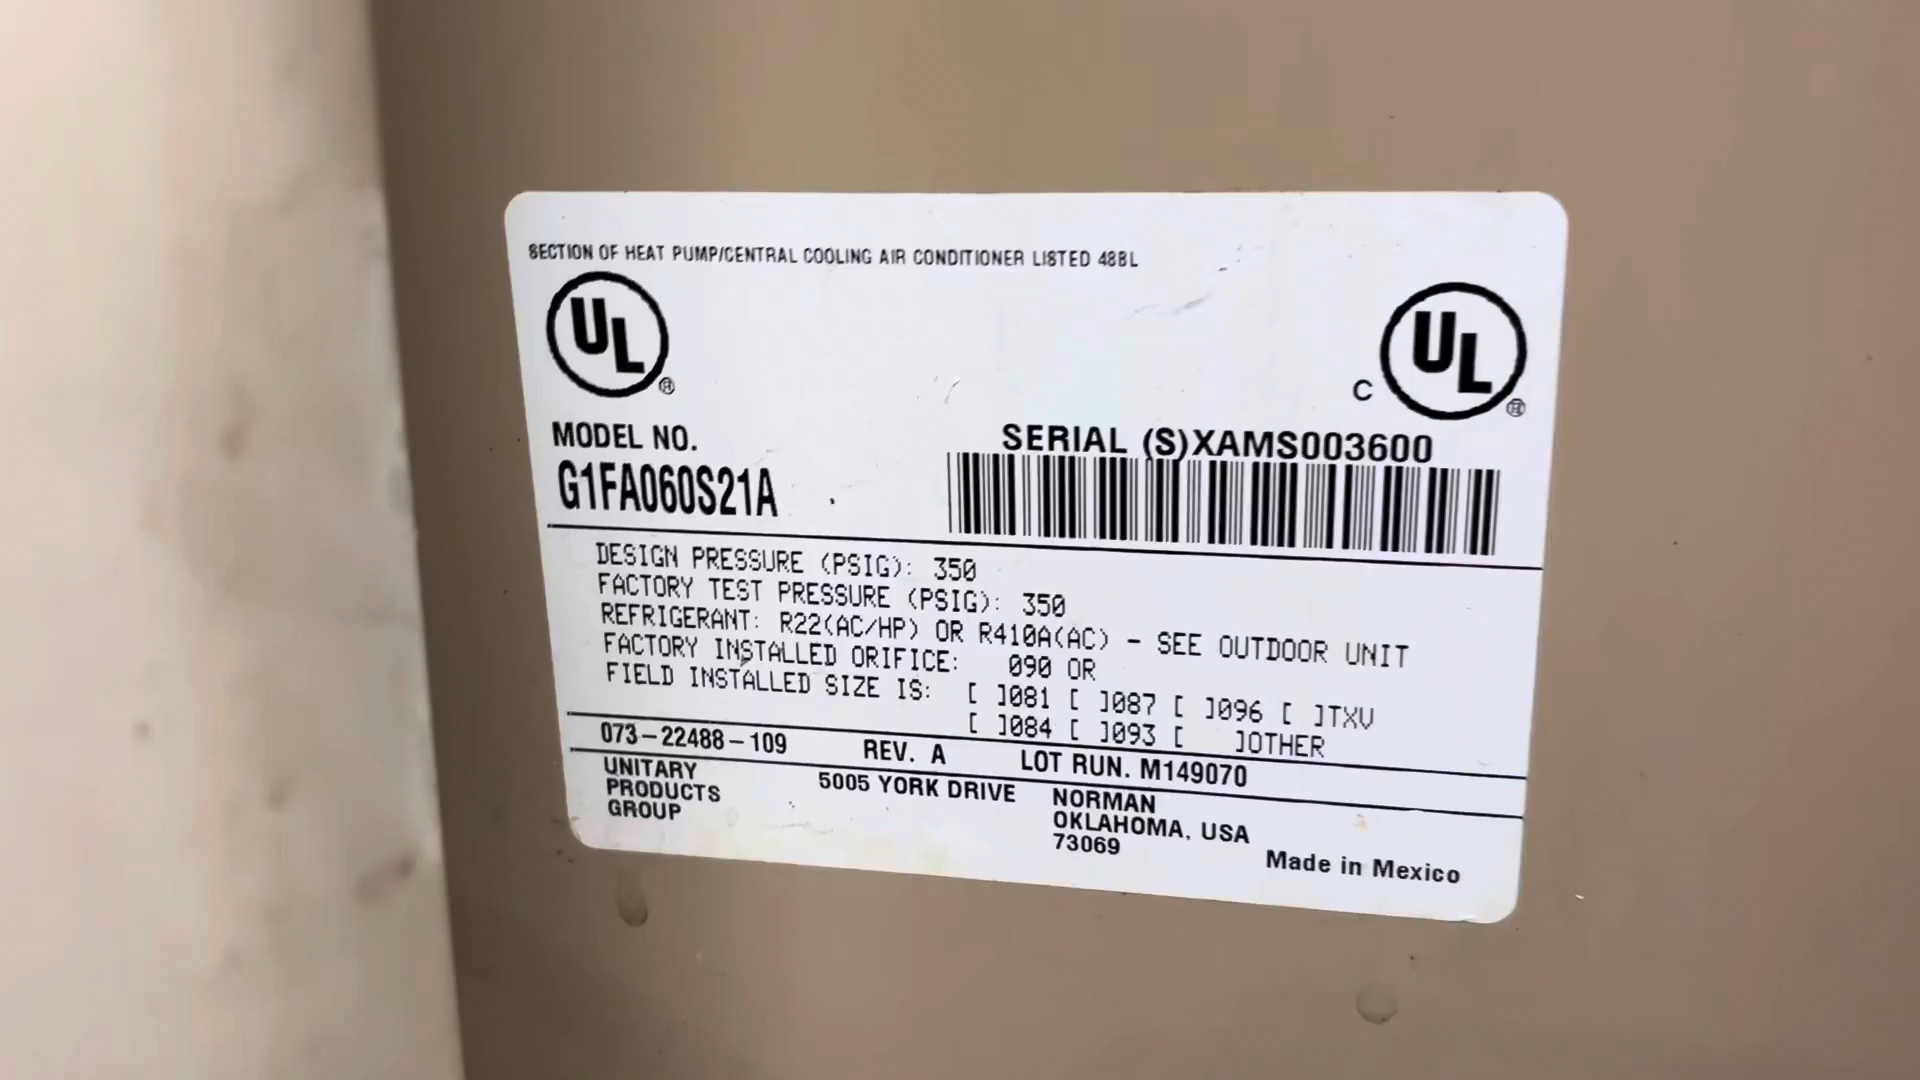 SECTION OF HEAT PUMP/CENTRAL COOLING AIR CONDITIONER LISTED 48BL
UL ®
C UL ®
MODEL NO.
G1FA060S21A
SERIAL (S)XAMS003600
DESIGN PRESSURE (PSIG): 350
FACTORY TEST PRESSURE (PSIG): 350
REFRIGERANT: R22(AC/HP) OR R410A(AC) - SEE OUTDOOR UNIT
FACTORY INSTALLED ORIFICE: 090 OR
FIELD INSTALLED SIZE IS: [ ]081 [ ]087 [ ]096 [ ]TXV
[ ]084 [ ]093 [ ]OTHER
073-22488-109 REV. A LOT RUN. M149070
UNITARY
PRODUCTS
GROUP
5005 YORK DRIVE
NORMAN
OKLAHOMA, USA
73069
Made in Mexico